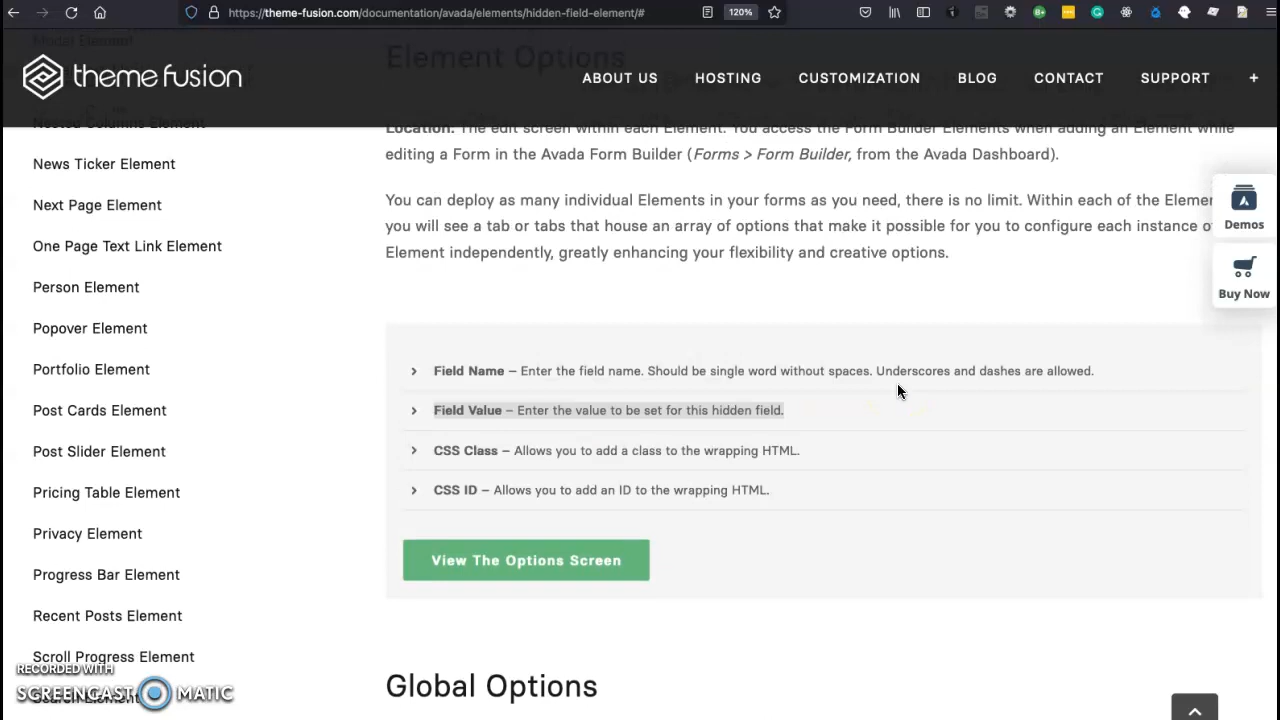 https://theme-fusion.com/documentation/avada/elements/hidden-field-element/#
120%
Modal Element
Element Options
theme fusion
ABOUT US
HOSTING
CUSTOMIZATION
BLOG
CONTACT
SUPPORT
+
Nested Columns Element
News Ticker Element
Next Page Element
One Page Text Link Element
Person Element
Popover Element
Portfolio Element
Post Cards Element
Post Slider Element
Pricing Table Element
Privacy Element
Progress Bar Element
Recent Posts Element
Scroll Progress Element
Search Element
Location: The edit screen within each Element. You access the Form Builder Elements when adding an Element while
editing a Form in the Avada Form Builder (Forms > Form Builder, from the Avada Dashboard).
You can deploy as many individual Elements in your forms as you need, there is no limit. Within each of the Elemen
you will see a tab or tabs that house an array of options that make it possible for you to configure each instance o
Element independently, greatly enhancing your flexibility and creative options.
Field Name – Enter the field name. Should be single word without spaces. Underscores and dashes are allowed.
Field Value – Enter the value to be set for this hidden field.
CSS Class – Allows you to add a class to the wrapping HTML.
CSS ID – Allows you to add an ID to the wrapping HTML.
View The Options Screen
Global Options
Demos
Buy Now
RECORDED WITH
SCREENCAST MATIC